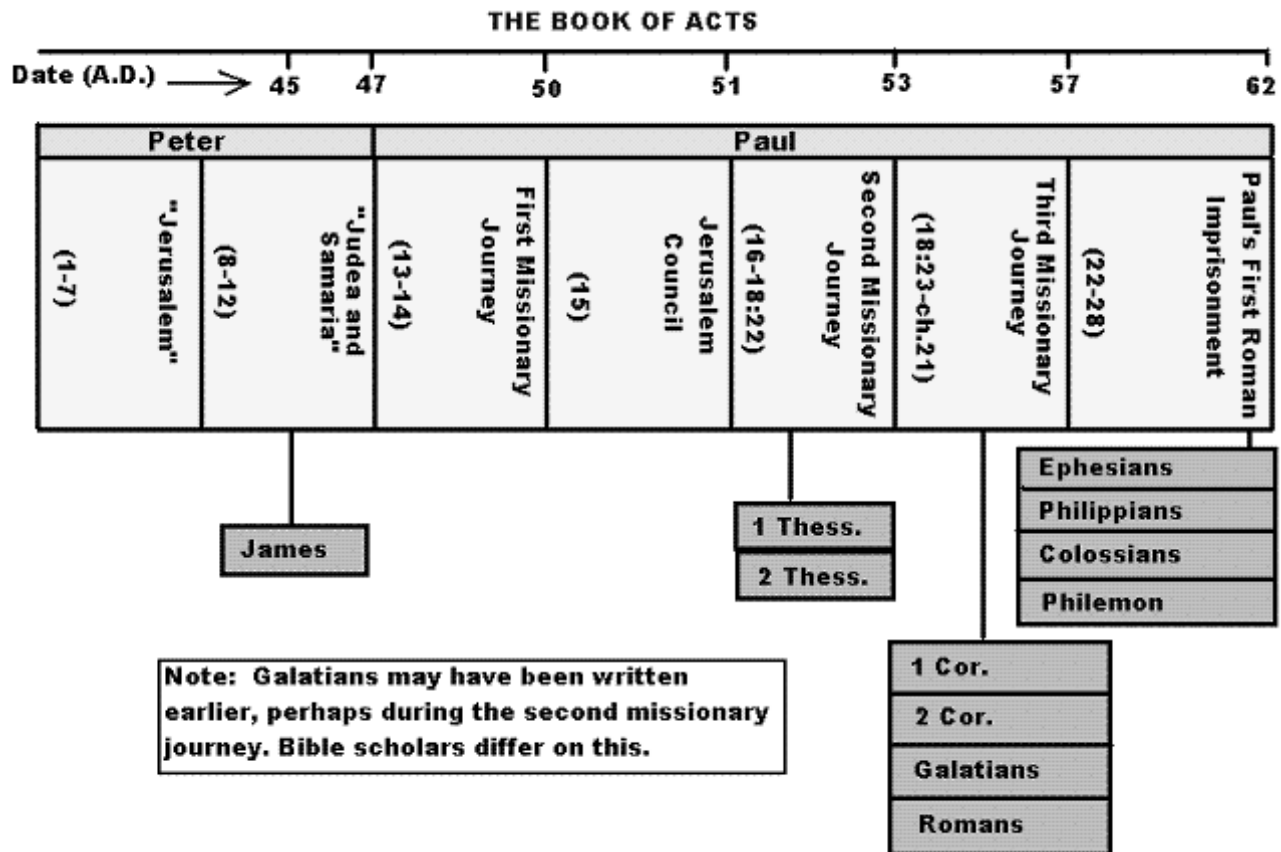 THE BOOK OF ACTS
Date (A.D.)
45
47
50
51
53
57
62
Peter
Paul
"Jerusalem"
(1-7)
"Judea and
Samaria"
(8-12)
First Missionary
Journey
(13-14)
Jerusalem
Council
(15)
Second Missionary
Journey
(16-18:22)
Third Missionary
Journey
(18:23-ch.21)
Paul's First Roman
Imprisonment
(22-28)
James
1 Thess.
2 Thess.
1 Cor.
2 Cor.
Galatians
Romans
Ephesians
Philippians
Colossians
Philemon
Note: Galatians may have been written
earlier, perhaps during the second missionary
journey. Bible scholars differ on this.